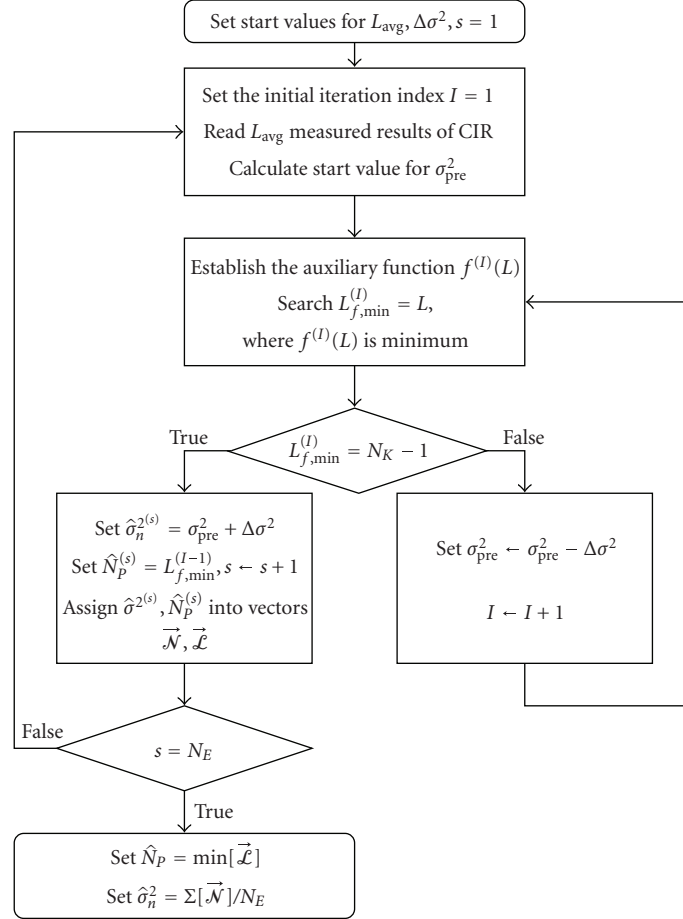 Set start values for L_avg, Δσ², s = 1
Set the initial iteration index I = 1
Read L_avg measured results of CIR
Calculate start value for σ²_pre
Establish the auxiliary function f^(I)(L)
Search L^(I)_f,min = L,
where f^(I)(L) is minimum
True
L^(I)_f,min = N_K − 1
False
Set σ̂_n^2^(s) = σ²_pre + Δσ²
Set N̂_P^(s) = L^(I−1)_f,min, s ← s + 1
Assign σ̂^2^(s), N̂_P^(s) into vectors
𝒩⃗, ℒ⃗
Set σ²_pre ← σ²_pre − Δσ²
I ← I + 1
False
s = N_E
True
Set N̂_P = min[ℒ⃗]
Set σ̂²_n = Σ[𝒩⃗]/N_E